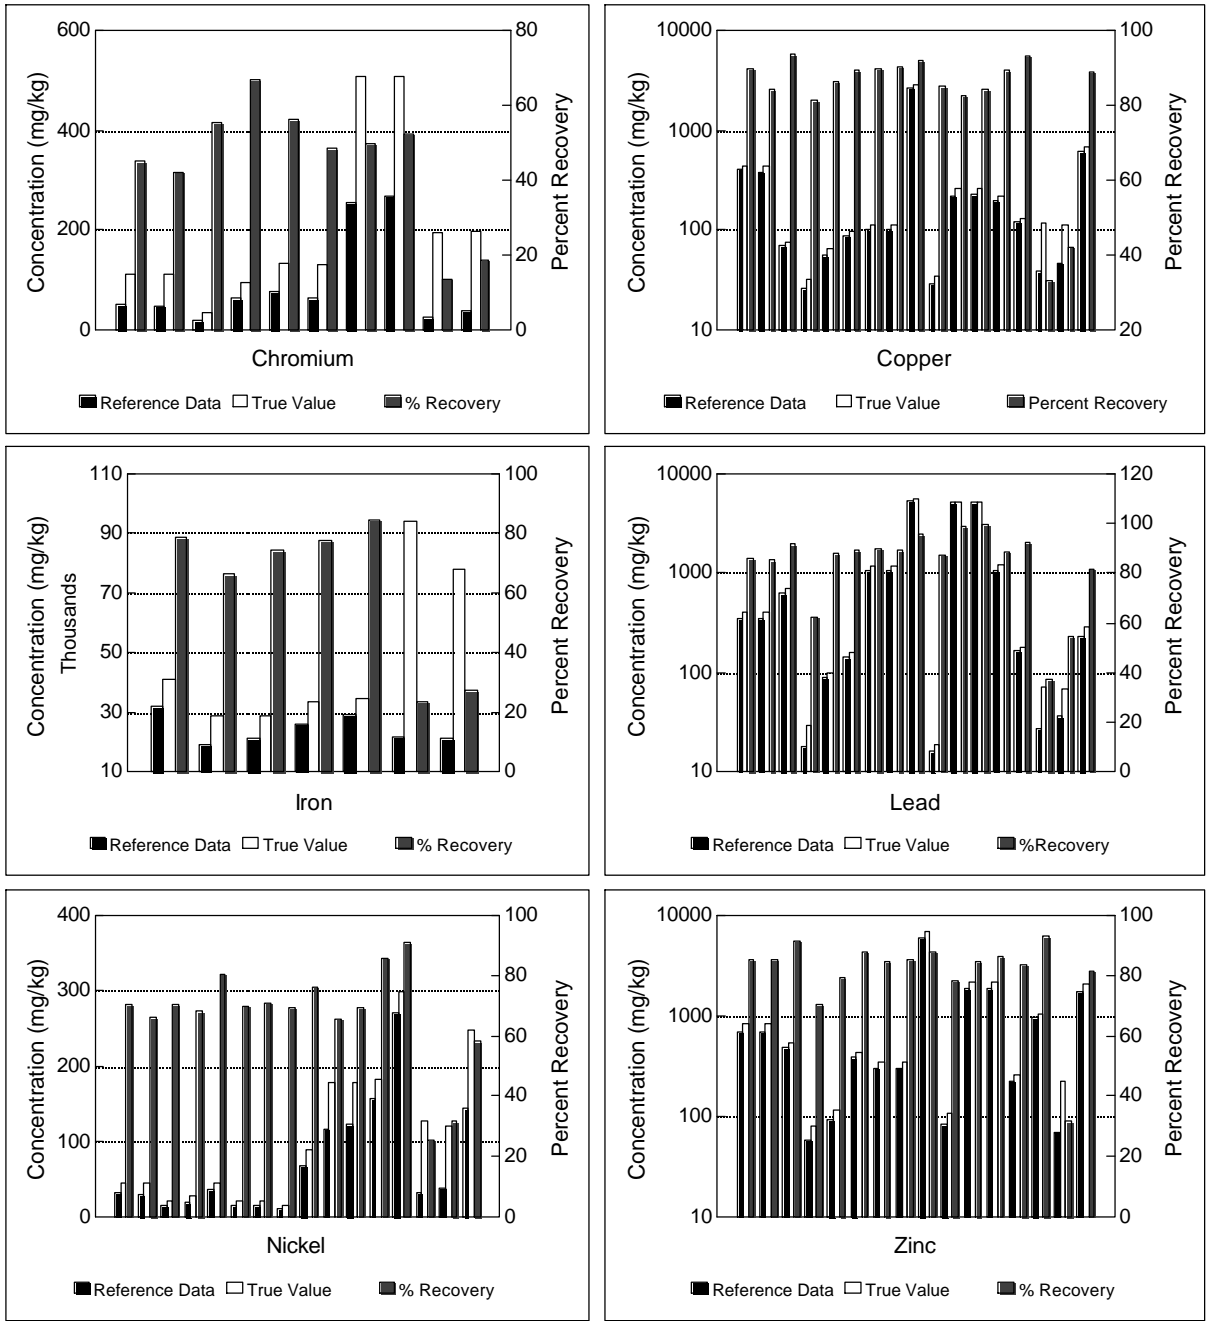 600
400
200
0
80
60
40
20
0
Concentration (mg/kg)
Percent Recovery
Chromium
Reference Data True Value % Recovery
10000
1000
100
10
100
80
60
40
20
Concentration (mg/kg)
Percent Recovery
Copper
Reference Data True Value Percent Recovery
110
90
70
50
30
10
100
80
60
40
20
0
Concentration (mg/kg)
Thousands
Percent Recovery
Iron
Reference Data True Value % Recovery
10000
1000
100
10
120
100
80
60
40
20
0
Concentration (mg/kg)
Percent Recovery
Lead
Reference Data True Value %Recovery
400
300
200
100
0
100
80
60
40
20
0
Concentration (mg/kg)
Percent Recovery
Nickel
Reference Data True Value % Recovery
10000
1000
100
10
100
80
60
40
20
0
Concentration (mg/kg)
Percent Recovery
Zinc
Reference Data True Value % Recovery